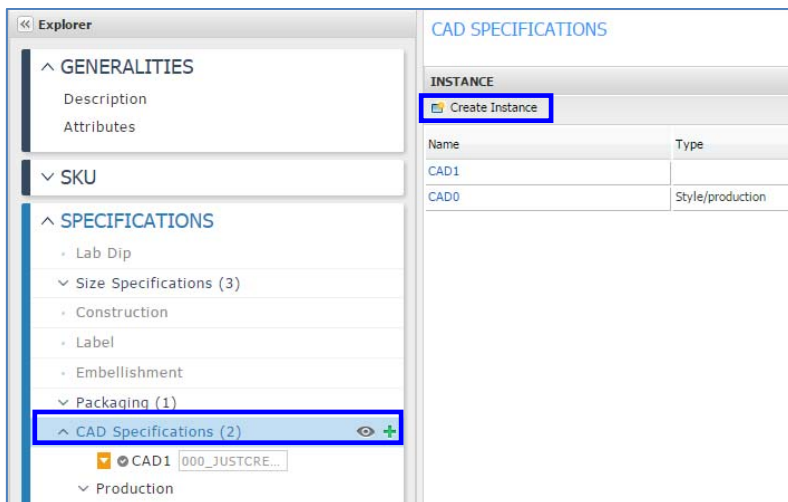 Explorer
GENERALITIES
Description
Attributes
SKU
SPECIFICATIONS
Lab Dip
Size Specifications (3)
Construction
Label
Embellishment
Packaging (1)
CAD Specifications (2)
CAD1 000_JUSTCRE...
Production
CAD SPECIFICATIONS
INSTANCE
Create Instance
Name Type
CAD1
CAD0 Style/production